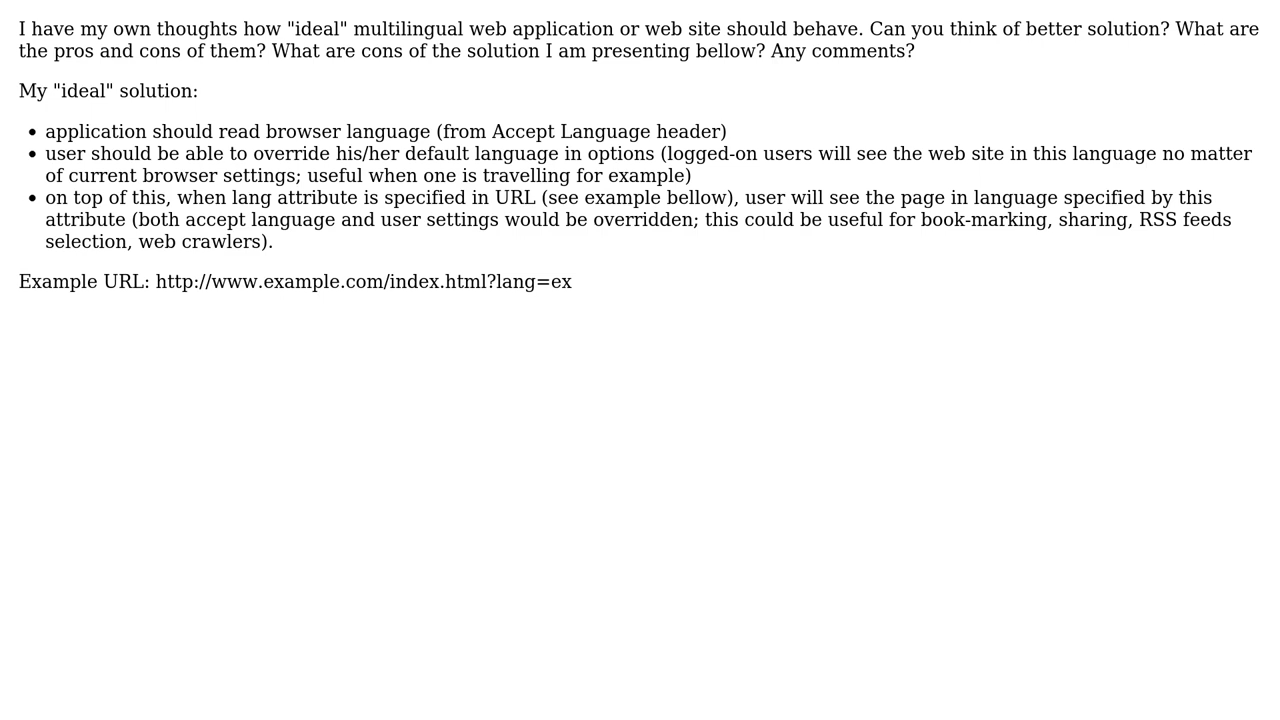 I have my own thoughts how "ideal" multilingual web application or web site should behave. Can you think of better solution? What are
the pros and cons of them? What are cons of the solution I am presenting bellow? Any comments?
My "ideal" solution:
• application should read browser language (from Accept Language header)
• user should be able to override his/her default language in options (logged-on users will see the web site in this language no matter
of current browser settings; useful when one is travelling for example)
• on top of this, when lang attribute is specified in URL (see example bellow), user will see the page in language specified by this
attribute (both accept language and user settings would be overridden; this could be useful for book-marking, sharing, RSS feeds
selection, web crawlers).
Example URL: http://www.example.com/index.html?lang=ex